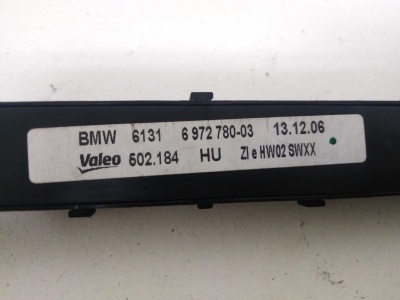 BMW 6131 6 972 780-03 13.12.06
Valeo 502.184 HU ZI e HW02 SWXX